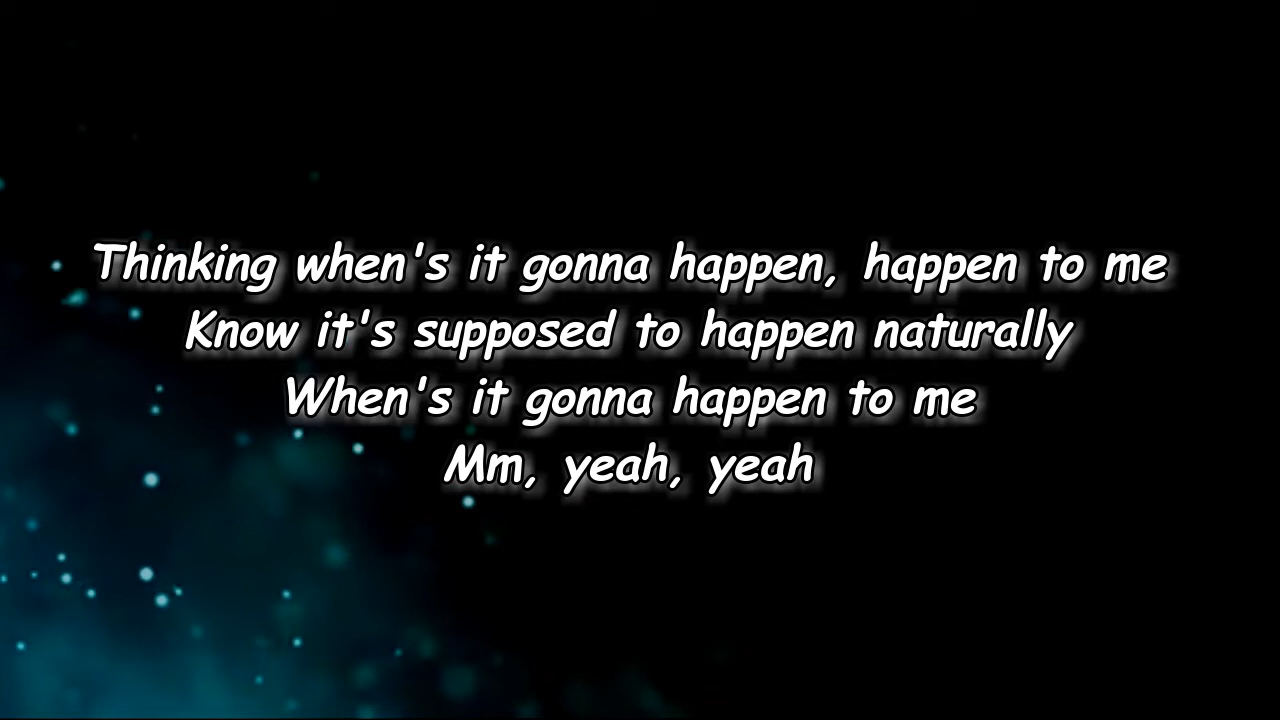 Thinking when's it gonna happen, happen to me
Know it's supposed to happen naturally
When's it gonna happen to me
Mm, yeah, yeah